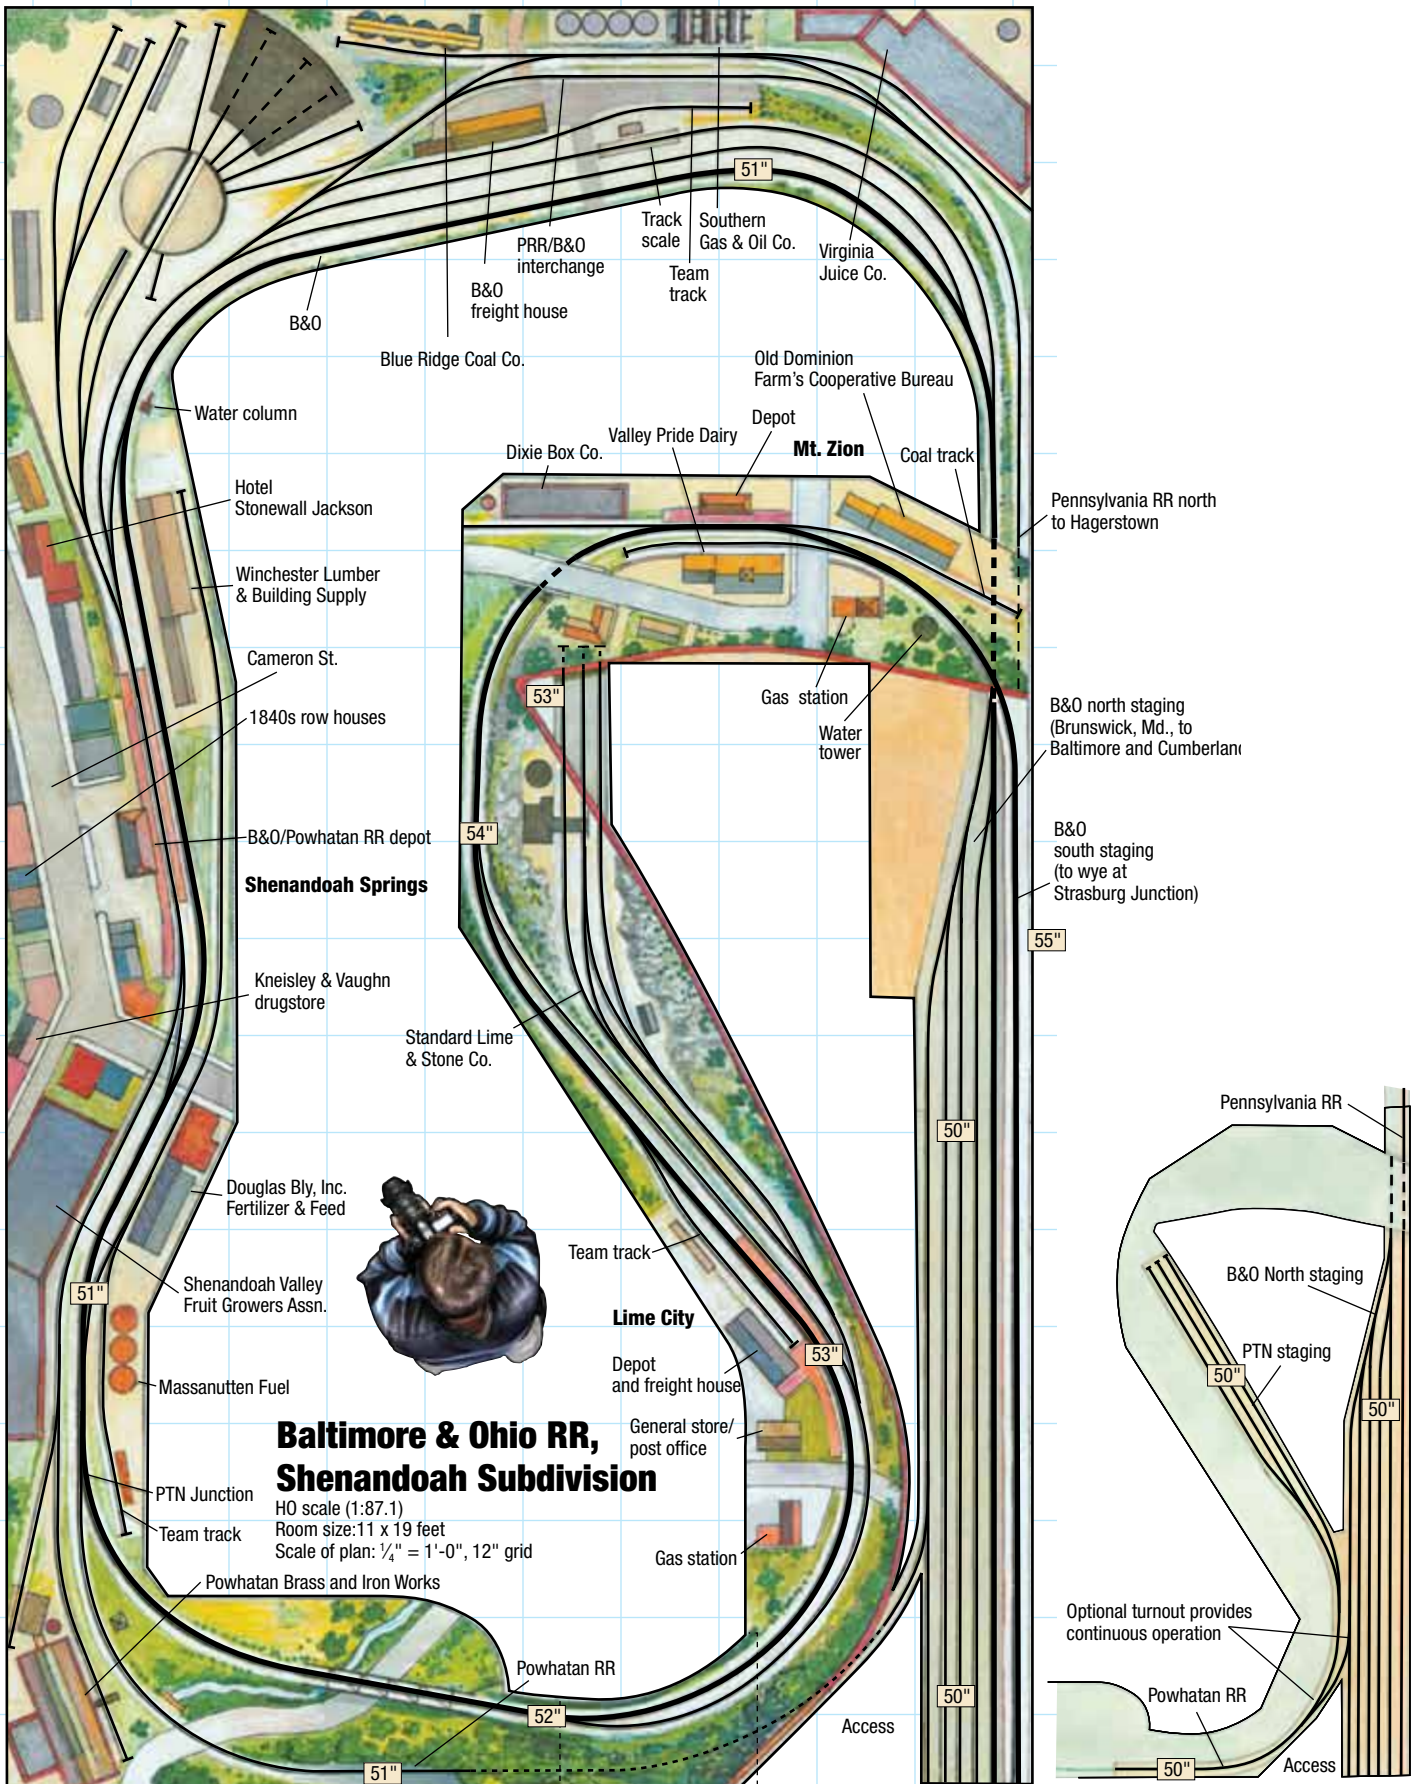 51"
Track
scale
Southern
Gas & Oil Co.
PRR/B&O
interchange
Virginia
Juice Co.
Team
track
B&O
freight house
B&O
Blue Ridge Coal Co.
Old Dominion
Farm's Cooperative Bureau
Water column
Depot
Valley Pride Dairy
Mt. Zion
Dixie Box Co.
Coal track
Hotel
Stonewall Jackson
Pennsylvania RR north
to Hagerstown
Winchester Lumber
& Building Supply
Cameron St.
53"
Gas station
1840s row houses
Water
tower
B&O north staging
(Brunswick, Md., to
Baltimore and Cumberlan
54"
B&O/Powhatan RR depot
B&O
south staging
(to wye at
Strasburg Junction)
Shenandoah Springs
55"
Kneisley & Vaughn
drugstore
Standard Lime
& Stone Co.
50"
Pennsylvania RR
Douglas Bly, Inc.
Fertilizer & Feed
Team track
B&O North staging
51"
Shenandoah Valley
Fruit Growers Assn.
Lime City
53"
PTN staging
Depot
and freight house
50"
Massanutten Fuel
50"
General store/
post office
Baltimore & Ohio RR,
Shenandoah Subdivision
HO scale (1:87.1)
Room size:11 x 19 feet
Scale of plan: 1/4" = 1'-0", 12" grid
PTN Junction
Team track
Gas station
Powhatan Brass and Iron Works
Optional turnout provides
continuous operation
Powhatan RR
50"
Powhatan RR
52"
Access
51"
50"
Access